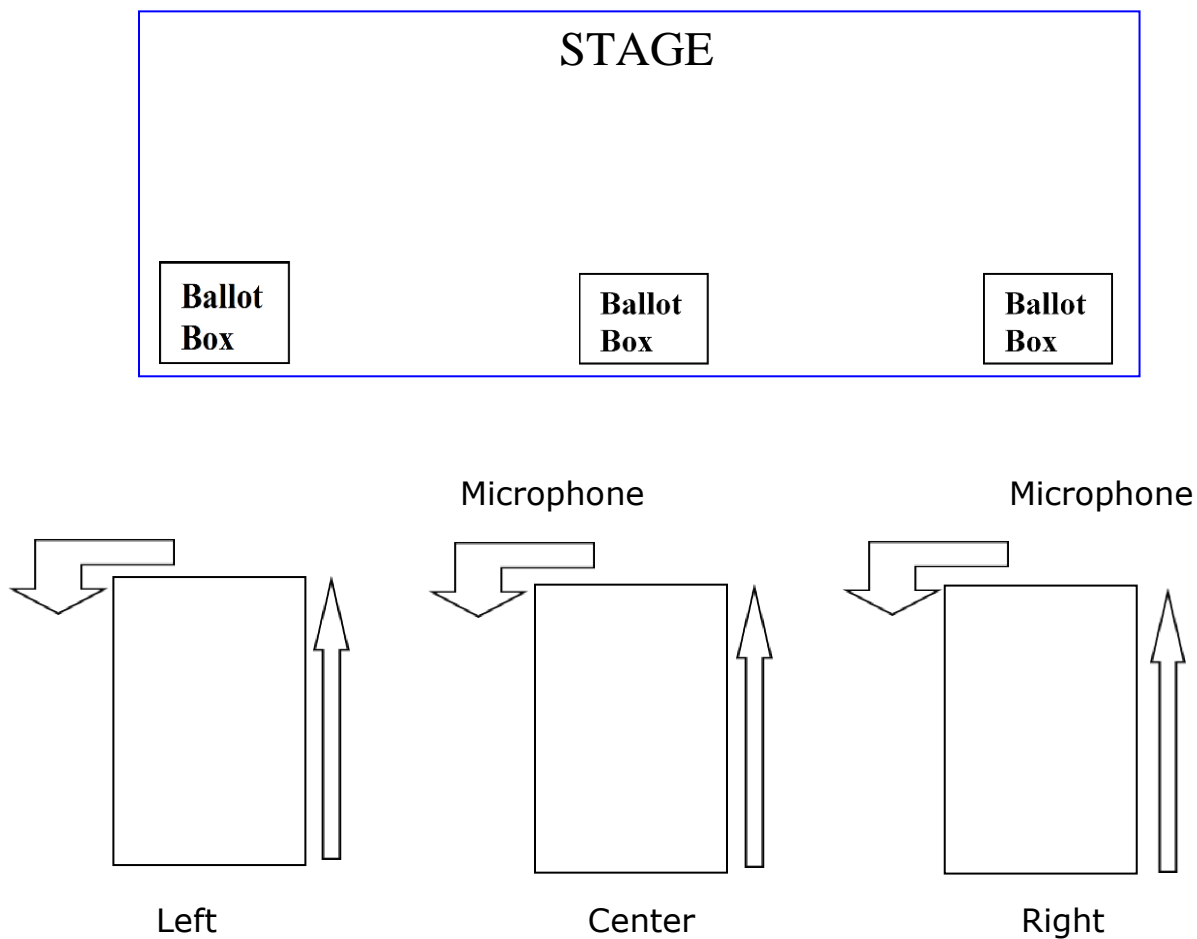 STAGE
Ballot
Box
Ballot
Box
Ballot
Box
Microphone
Microphone
Left
Center
Right